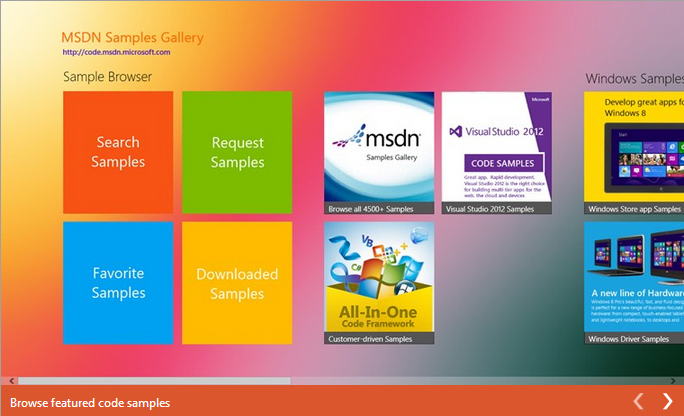 MSDN Samples Gallery
http://code.msdn.microsoft.com
Sample Browser
Search
Samples
Request
Samples
Favorite
Samples
Downloaded
Samples
msdn
Samples Gallery
Browse all 4500+ Samples
Microsoft
Visual Studio 2012
CODE SAMPLES
Great app. Rapid development.
Visual Studio 2012 is the right choice
for building multi tier apps for the
web, the cloud and devices
Visual Studio 2012 Samples
VB
C#
C++
All-In-One
Code Framework
Customer-driven Samples
Windows Samples
Develop great apps for
Windows 8
Start
Windows Store app Samples
A new line of Hardwar
Windows 8 Pro's beautiful, fast, and fluid design
is perfect for a new range of business-focused
hardware: from compact, touch-enabled tablets
and lightweight notebooks, to desktops and
Windows Driver Samples
Browse featured code samples